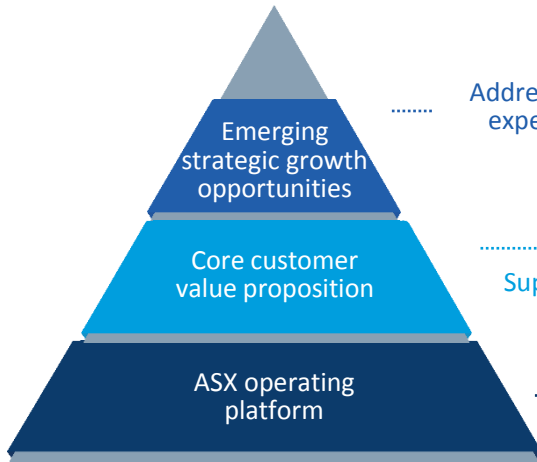 Emerging
strategic growth
opportunities
Core customer
value proposition
ASX operating
platform